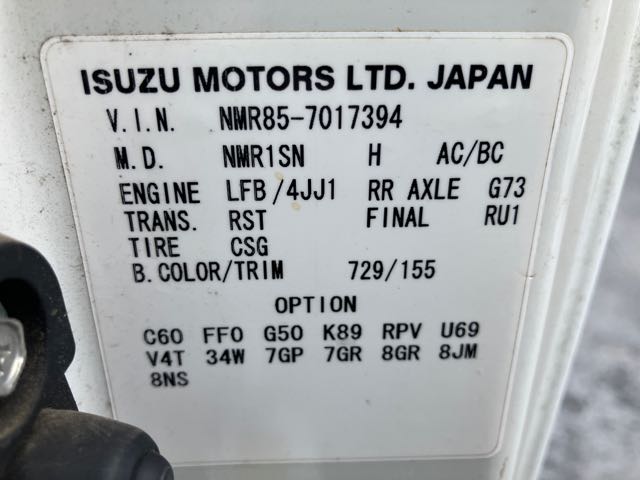 ISUZU MOTORS LTD. JAPAN
V.I.N. NMR85-7017394
M.D. NMR1SN H AC/BC
ENGINE LFB/4JJ1 RR AXLE G73
TRANS. RST FINAL RU1
TIRE CSG
B.COLOR/TRIM 729/155
OPTION
C60 FF0 G50 K89 RPV U69
V4T 34W 7GP 7GR 8GR 8JM
8NS